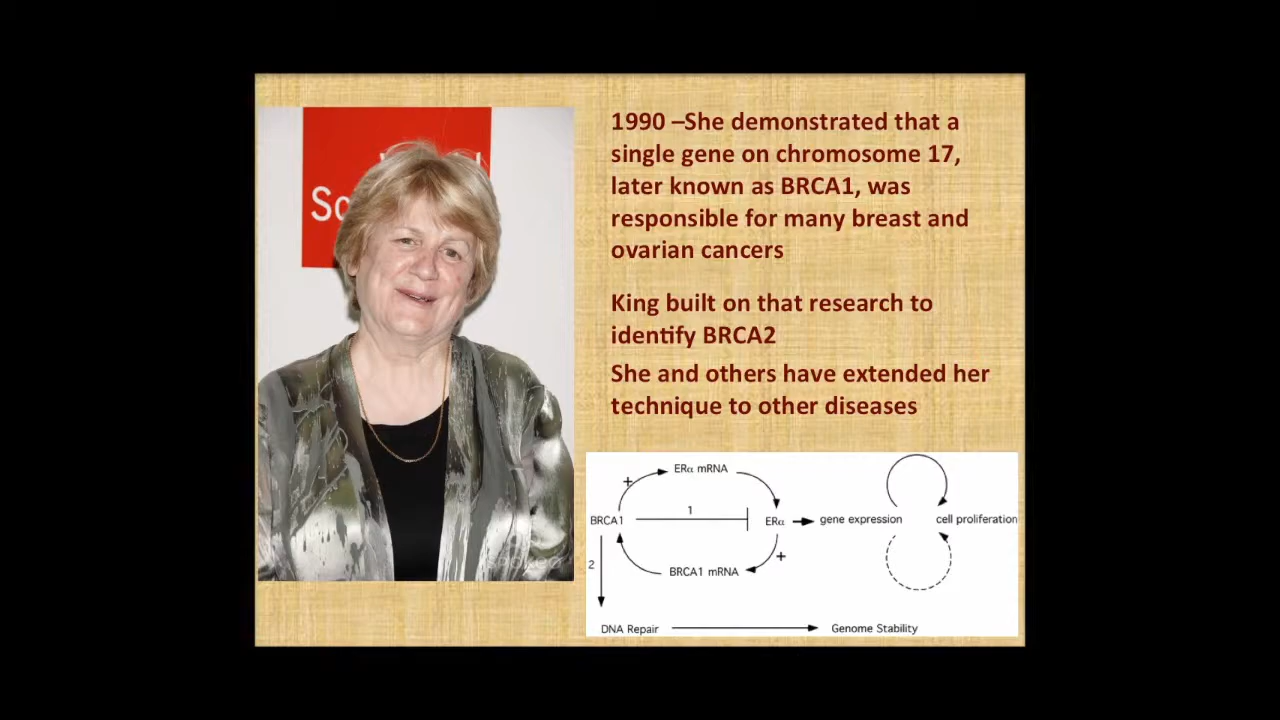 1990 –She demonstrated that a
single gene on chromosome 17,
later known as BRCA1, was
responsible for many breast and
ovarian cancers
King built on that research to
identify BRCA2
She and others have extended her
technique to other diseases
So
spokeo
+
ERα mRNA
BRCA1
1
ERα
gene expression
cell proliferation
2
BRCA1 mRNA
+
DNA Repair
Genome Stability